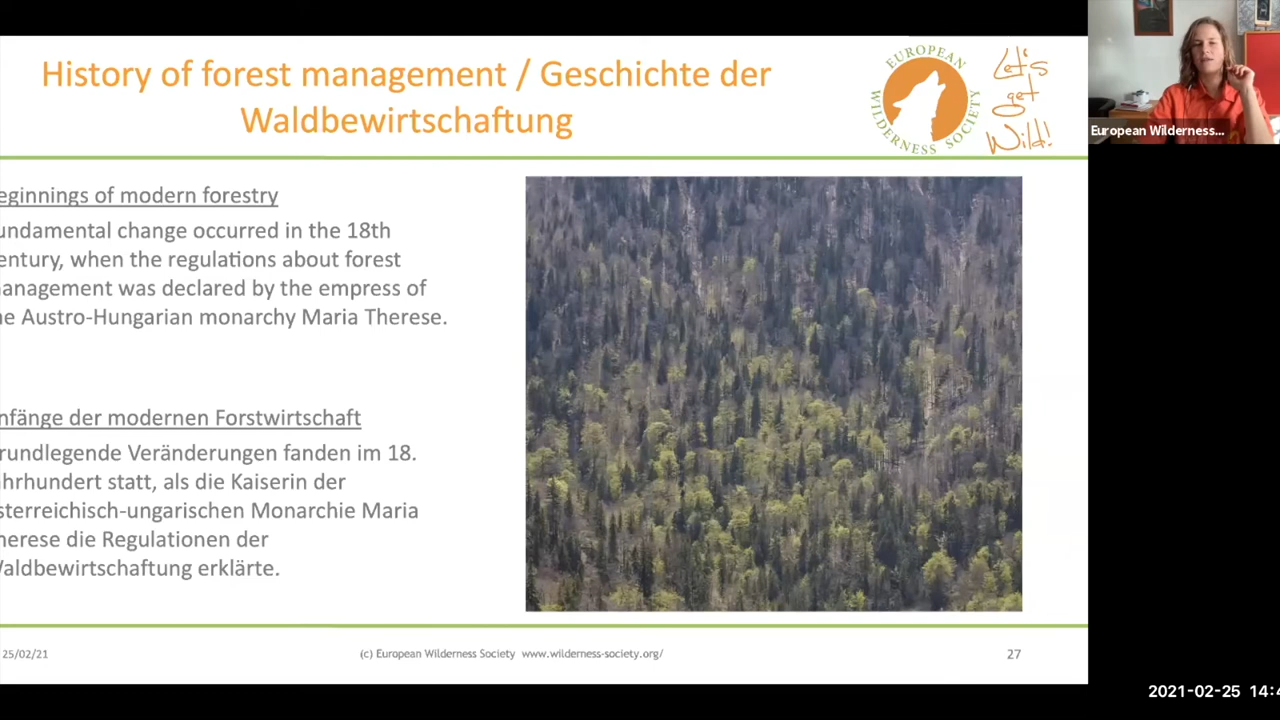 History of forest management / Geschichte der
Waldbewirtschaftung
EUROPEAN
WILDERNESS SOCIETY
Let's
get
Wild!
European Wilderness...
eginnings of modern forestry
undamental change occurred in the 18th
entury, when the regulations about forest
anagement was declared by the empress of
he Austro-Hungarian monarchy Maria Therese.
nfänge der modernen Forstwirtschaft
rundlegende Veränderungen fanden im 18.
ahrhundert statt, als die Kaiserin der
sterreichisch-ungarischen Monarchie Maria
herese die Regulationen der
Waldbewirtschaftung erklärte.
25/02/21
(c) European Wilderness Society www.wilderness-society.org/
27
2021-02-25 14:4